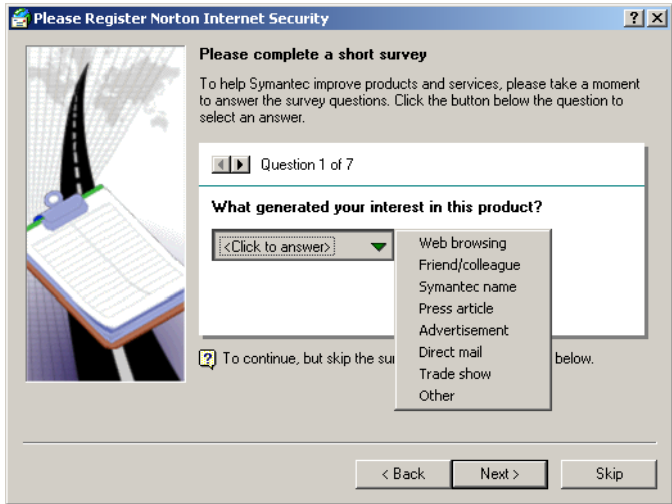 Please Register Norton Internet Security
Please complete a short survey
To help Symantec improve products and services, please take a moment
to answer the survey questions. Click the button below the question to
select an answer.
Question 1 of 7
What generated your interest in this product?
<Click to answer>
Web browsing
Friend/colleague
Symantec name
Press article
Advertisement
Direct mail
Trade show
Other
To continue, but skip the below.
< Back
Next >
Skip